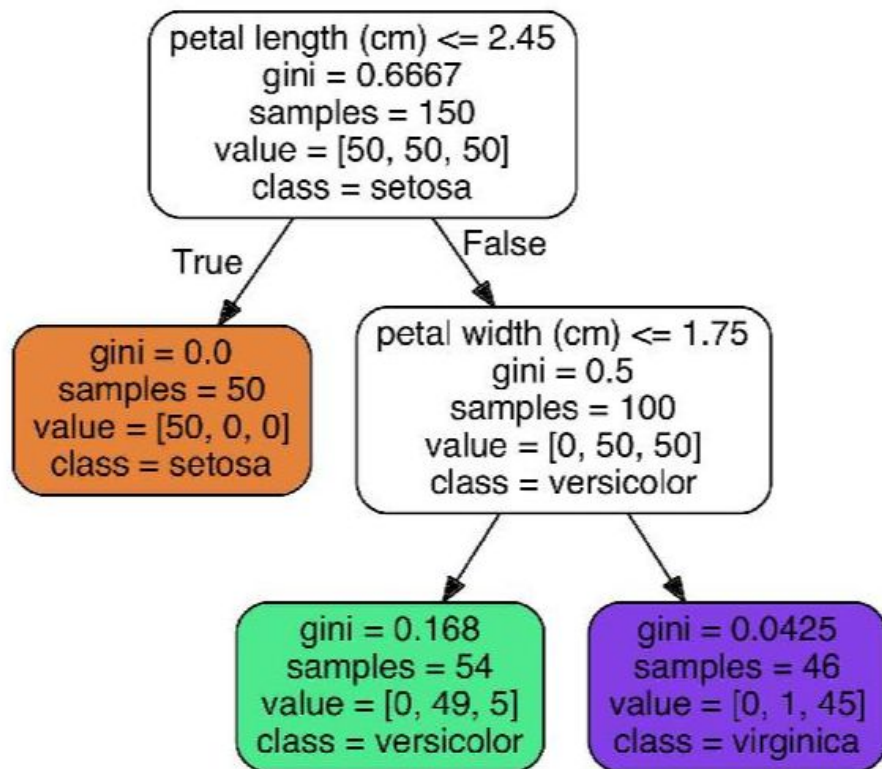 petal length (cm) <= 2.45
gini = 0.6667
samples = 150
value = [50, 50, 50]
class = setosa
True
False
gini = 0.0
samples = 50
value = [50, 0, 0]
class = setosa
petal width (cm) <= 1.75
gini = 0.5
samples = 100
value = [0, 50, 50]
class = versicolor
gini = 0.168
samples = 54
value = [0, 49, 5]
class = versicolor
gini = 0.0425
samples = 46
value = [0, 1, 45]
class = virginica